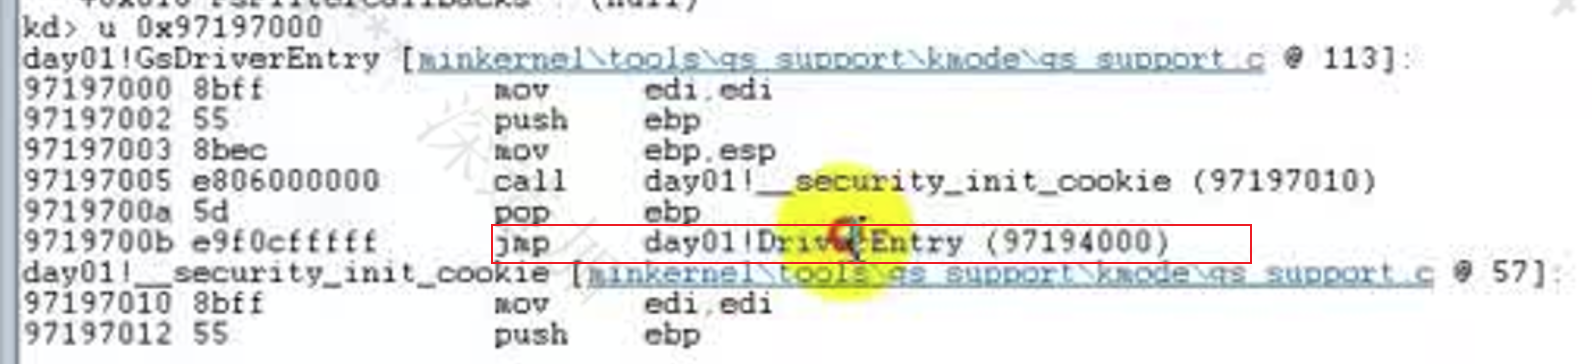 +0x018 FsFilterCallbacks : (null)
kd> u 0x97197000
day01!GsDriverEntry [minkernel\tools\gs_support\kmode\gs_support.c @ 113]:
97197000 8bff mov edi,edi
97197002 55 push ebp
97197003 8bec mov ebp,esp
97197005 e806000000 call day01!__security_init_cookie (97197010)
9719700a 5d pop ebp
9719700b e9f0cfffff jmp day01!DriverEntry (97194000)
day01!__security_init_cookie [minkernel\tools\gs_support\kmode\gs_support.c @ 57]:
97197010 8bff mov edi,edi
97197012 55 push ebp